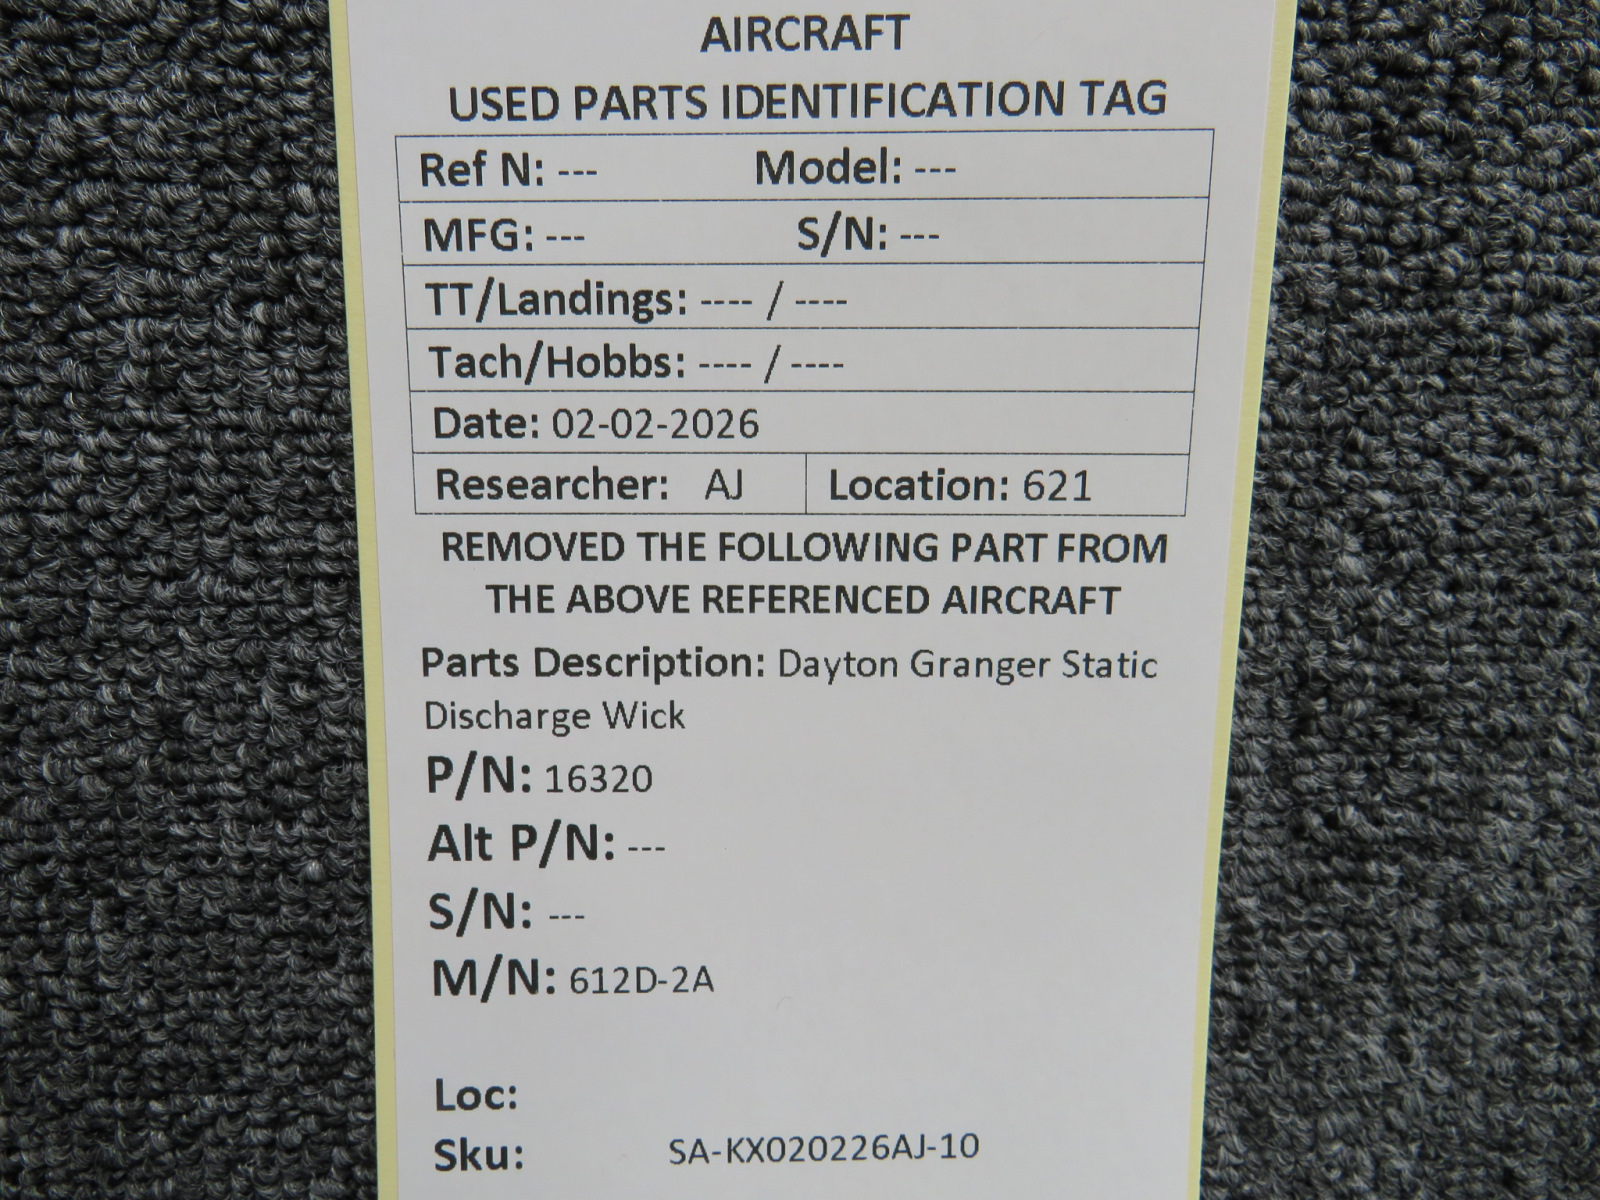 AIRCRAFT
USED PARTS IDENTIFICATION TAG
Ref N: --- Model: ---
MFG: --- S/N: ---
TT/Landings: ---- / ----
Tach/Hobbs: ---- / ----
Date: 02-02-2026
Researcher: AJ Location: 621
REMOVED THE FOLLOWING PART FROM
THE ABOVE REFERENCED AIRCRAFT
Parts Description: Dayton Granger Static
Discharge Wick
P/N: 16320
Alt P/N: ---
S/N: ---
M/N: 612D-2A
Loc:
Sku: SA-KX020226AJ-10